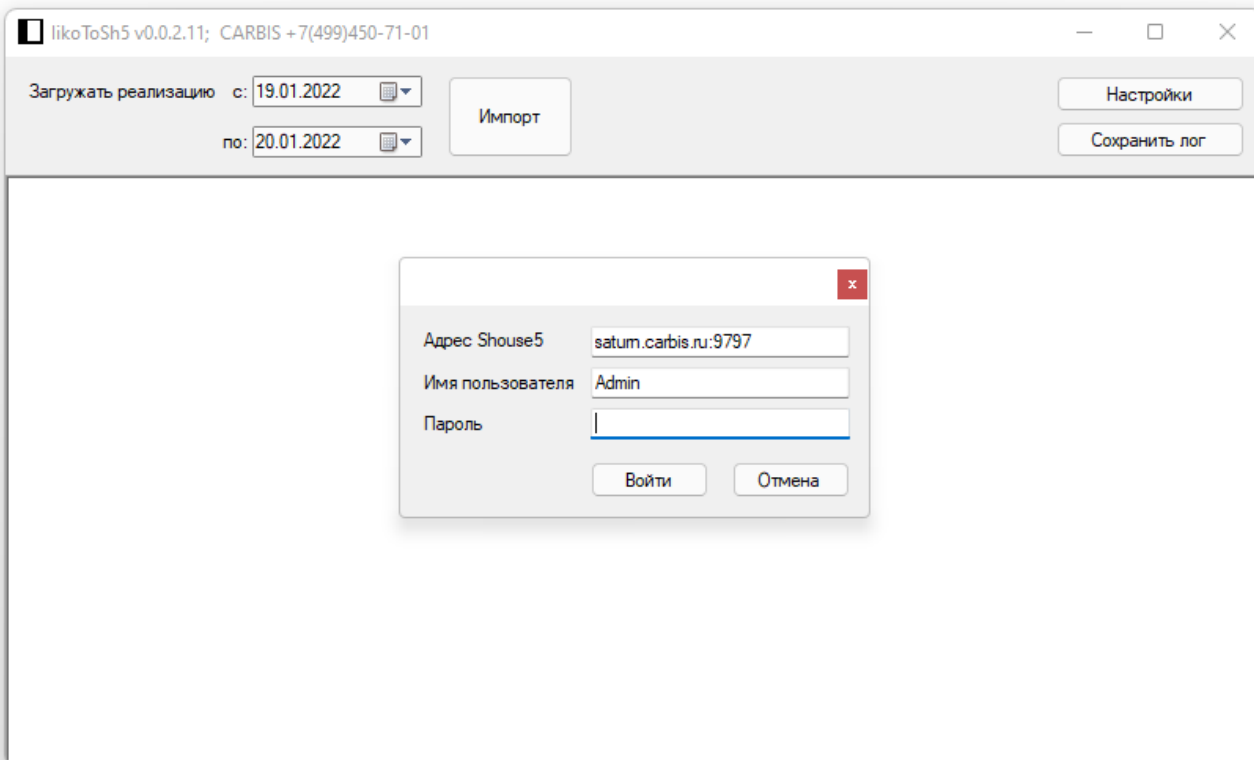 IikoToSh5 v0.0.2.11; CARBIS +7(499)450-71-01
Загружать реализацию с: 19.01.2022
по: 20.01.2022
Импорт
Настройки
Сохранить лог
x
Адрес Shouse5 saturn.carbis.ru:9797
Имя пользователя Admin
Пароль
Войти Отмена